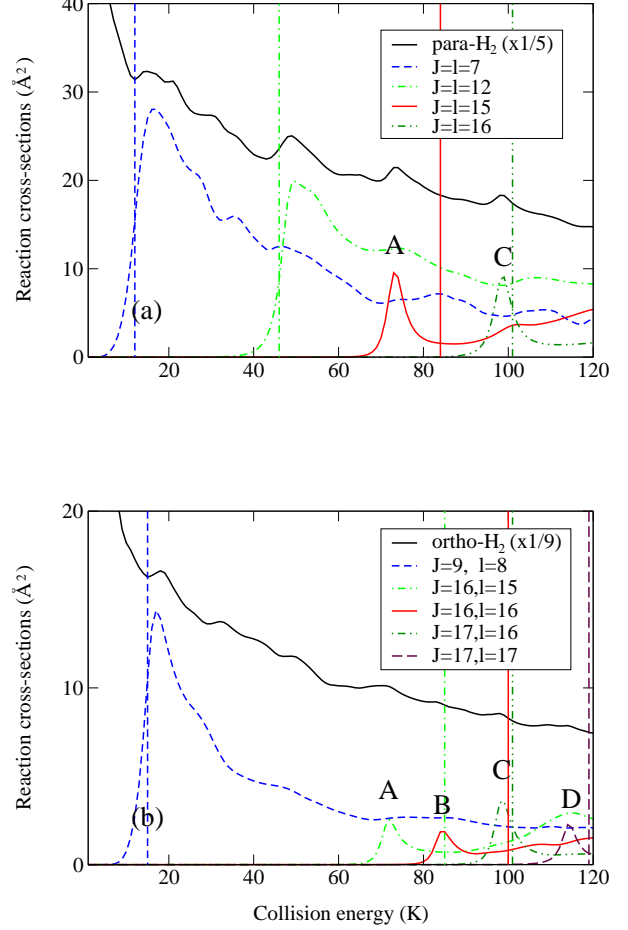 40
30
20
10
0
Reaction cross-sections (Å²)
para-H₂ (x1/5)
J=l=7
J=l=12
J=l=15
J=l=16
A
C
(a)
20 40 60 80 100 120
20
10
0
Reaction cross-sections (Å²)
ortho-H₂ (x1/9)
J=9, l=8
J=16,l=15
J=16,l=16
J=17,l=16
J=17,l=17
A
B
C
D
(b)
20 40 60 80 100 120
Collision energy (K)